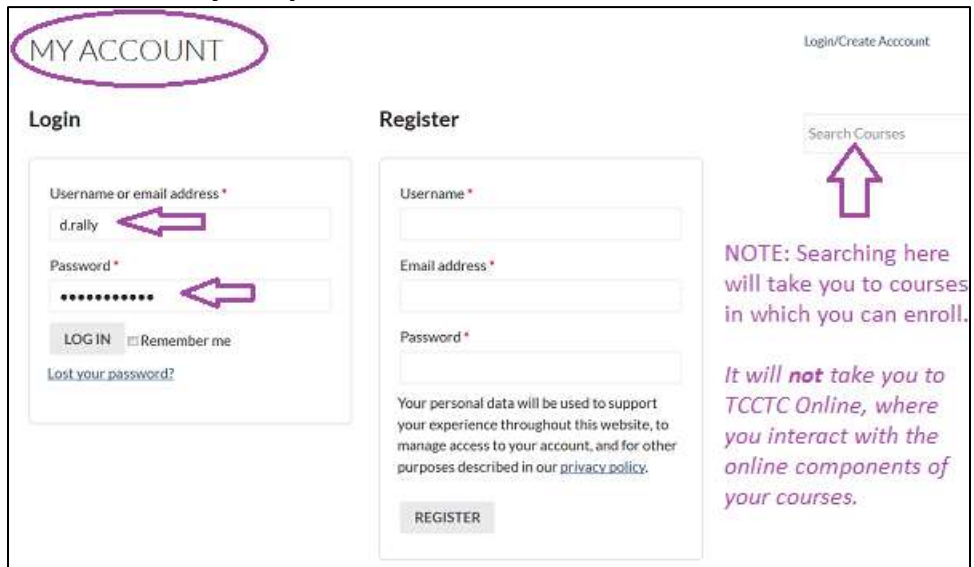 MY ACCOUNT
Login/Create Acccount
Login
Register
Search Courses
Username or email address *
d.rally
Password *
•••••••••••
LOG IN
Remember me
Lost your password?
Username *
Email address *
Password *
Your personal data will be used to support
your experience throughout this website, to
manage access to your account, and for other
purposes described in our privacy policy.
REGISTER
NOTE: Searching here
will take you to courses
in which you can enroll.
It will not take you to
TCCTC Online, where
you interact with the
online components of
your courses.